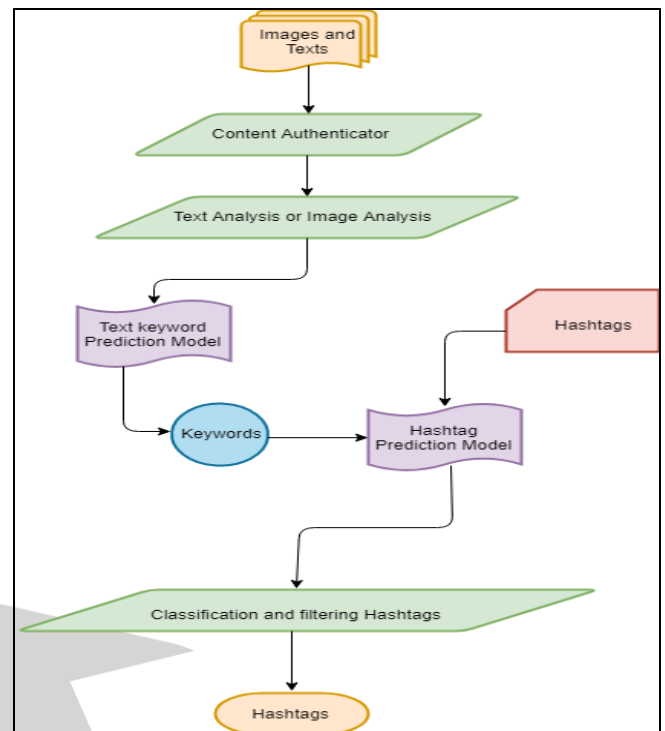 Images and
Texts
Content Authenticator
Text Analysis or Image Analysis
Text keyword
Prediction Model
Hashtags
Keywords
Hashtag
Prediction Model
Classification and filtering Hashtags
Hashtags